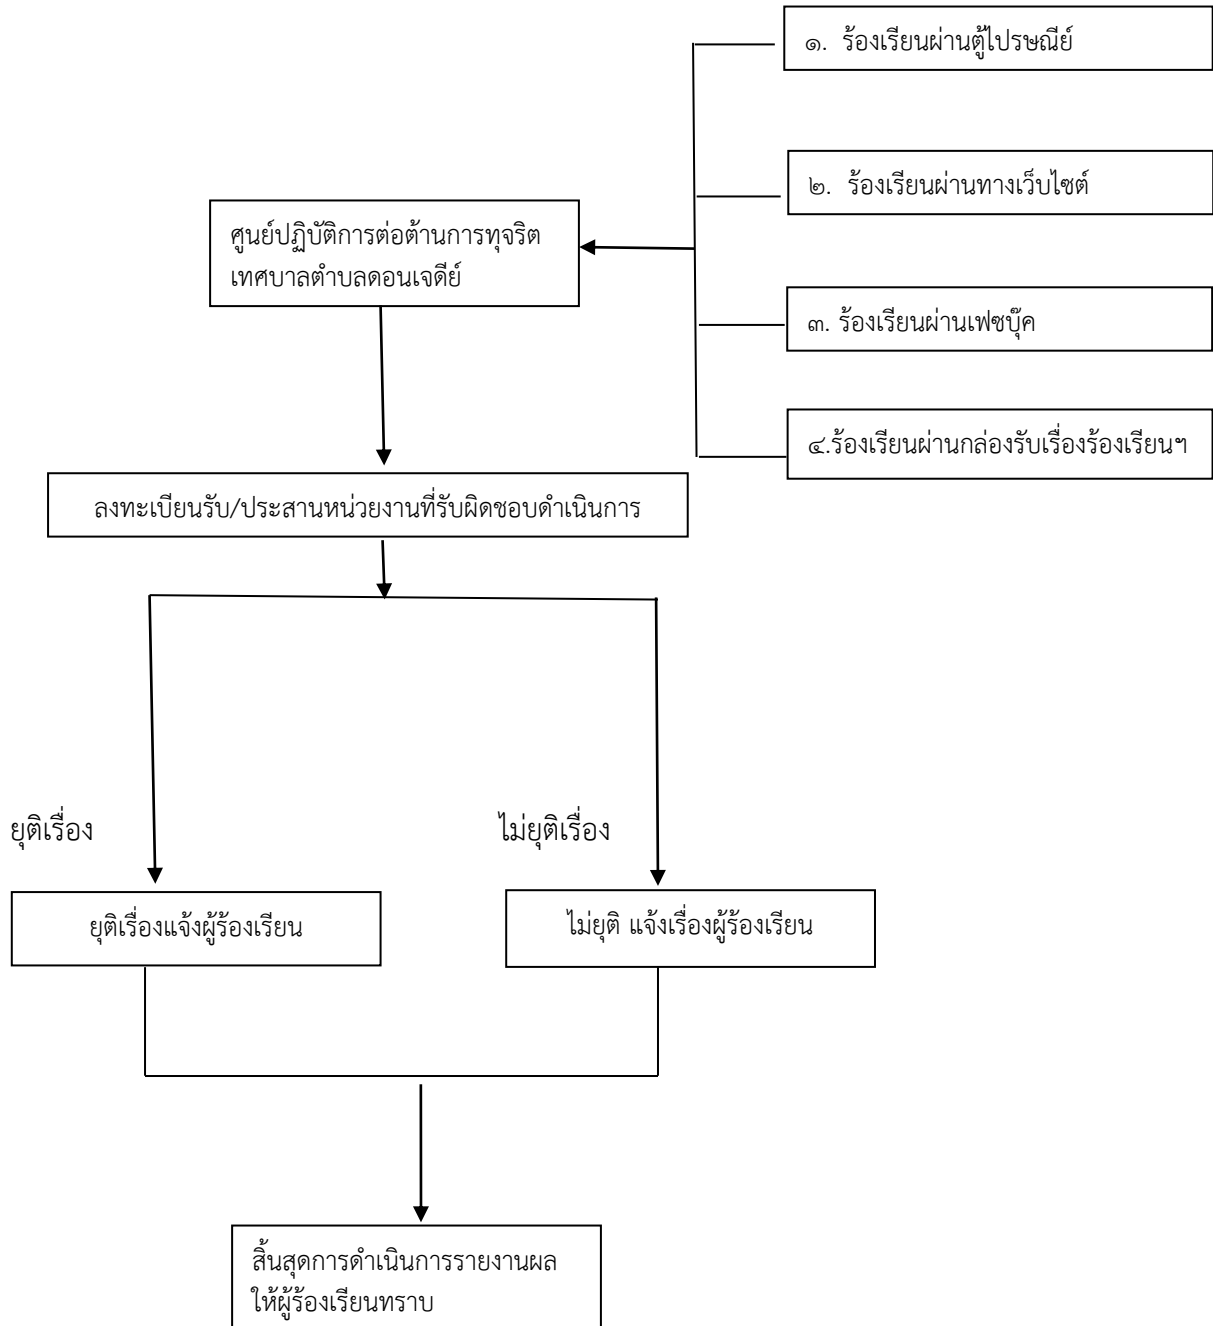 ๑. ร้องเรียนผ่านตู้ไปรษณีย์
๒. ร้องเรียนผ่านทางเว็บไซต์
ศูนย์ปฏิบัติการต่อต้านการทุจริต
เทศบาลตำบลดอนเจดีย์
๓. ร้องเรียนผ่านเฟซบุ๊ค
๔.ร้องเรียนผ่านกล่องรับเรื่องร้องเรียนฯ
ลงทะเบียนรับ/ประสานหน่วยงานที่รับผิดชอบดำเนินการ
ยุติเรื่อง
ไม่ยุติเรื่อง
ยุติเรื่องแจ้งผู้ร้องเรียน
ไม่ยุติ แจ้งเรื่องผู้ร้องเรียน
สิ้นสุดการดำเนินการรายงานผล
ให้ผู้ร้องเรียนทราบ